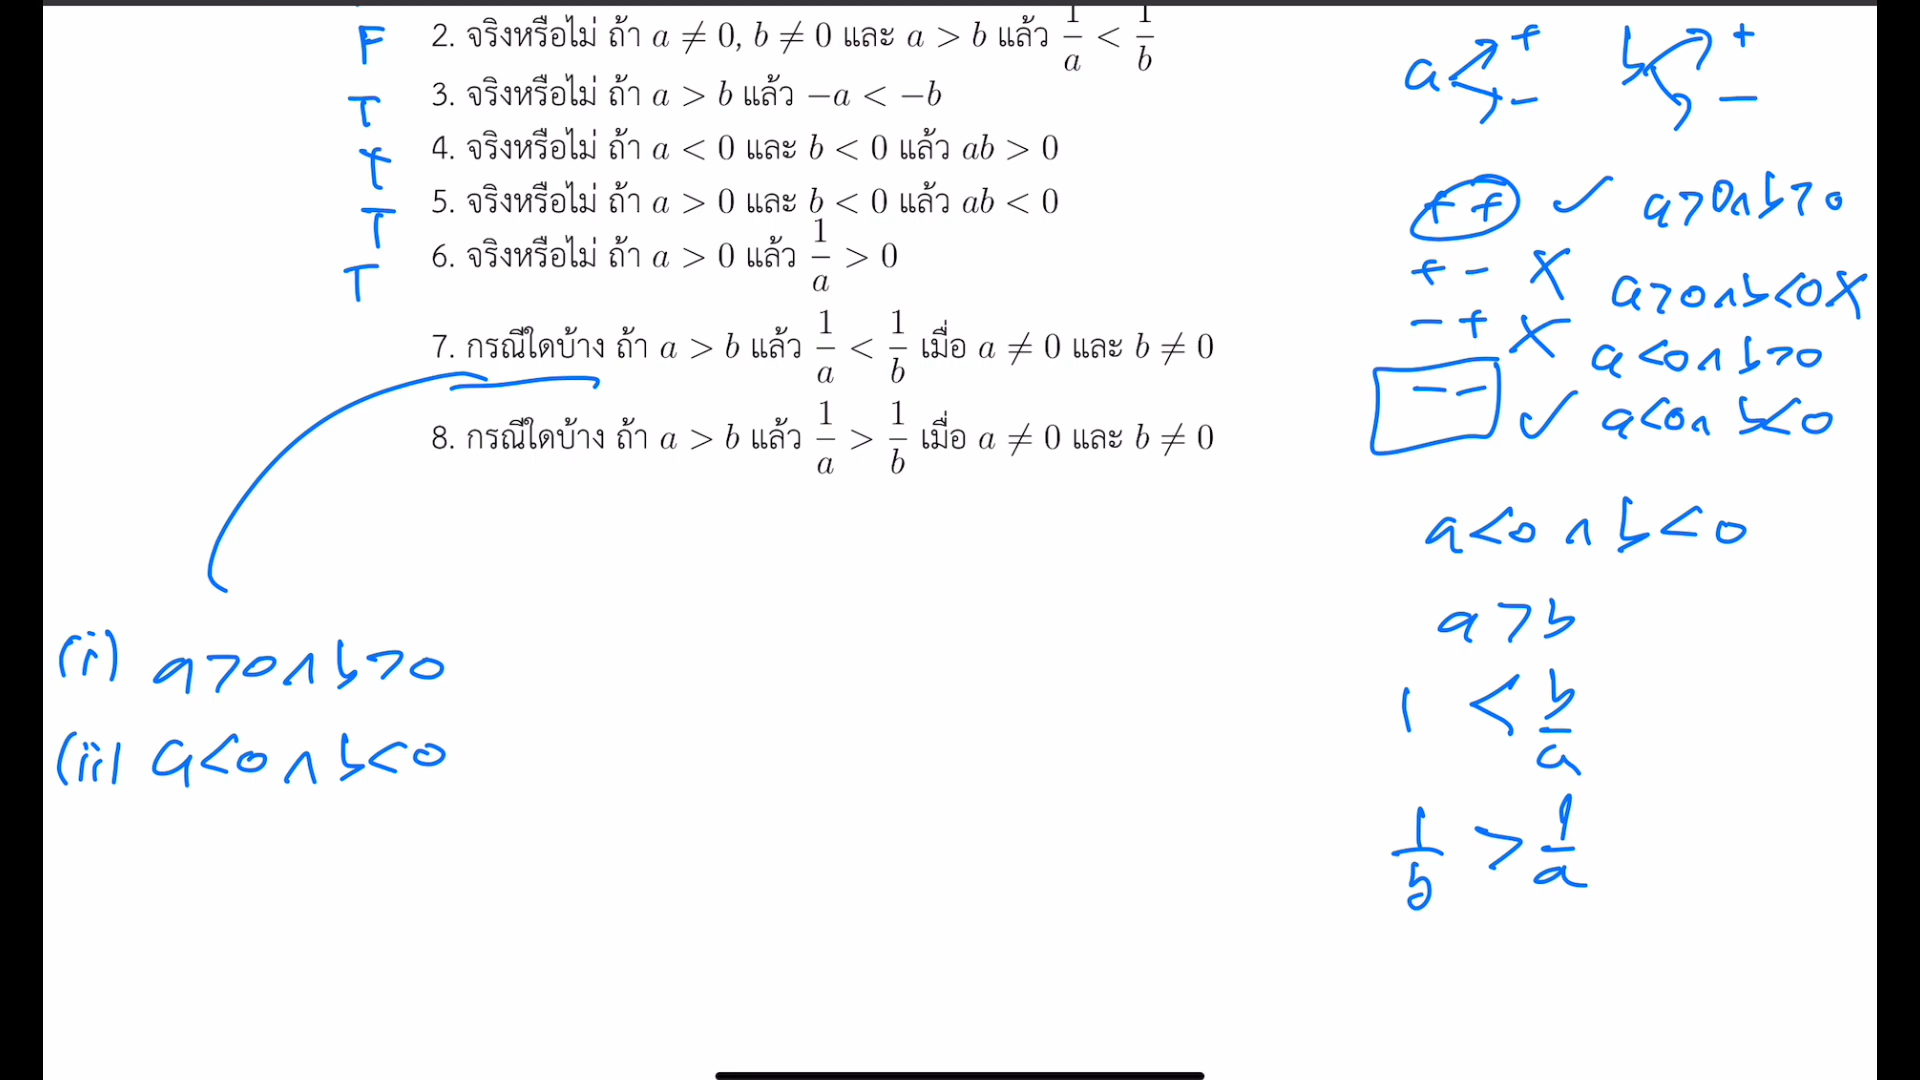 F 2. จริงหรือไม่ ถ้า a ≠ 0, b ≠ 0 และ a > b แล้ว 1/a < 1/b
T 3. จริงหรือไม่ ถ้า a > b แล้ว −a < −b
T 4. จริงหรือไม่ ถ้า a < 0 และ b < 0 แล้ว ab > 0
T 5. จริงหรือไม่ ถ้า a > 0 และ b < 0 แล้ว ab < 0
T 6. จริงหรือไม่ ถ้า a > 0 แล้ว 1/a > 0
7. กรณีใดบ้าง ถ้า a > b แล้ว 1/a < 1/b เมื่อ a ≠ 0 และ b ≠ 0
8. กรณีใดบ้าง ถ้า a > b แล้ว 1/a > 1/b เมื่อ a ≠ 0 และ b ≠ 0
(i) a>0 ∧ b>0
(ii) a<0 ∧ b<0
a + − b + −
+ + ✓ a>0 ∧ b>0
+ − X a>0 ∧ b<0 X
− + X a<0 ∧ b>0
− − ✓ a<0 ∧ b<0
a<0 ∧ b<0
a > b
1 < b/a
1/b > 1/a